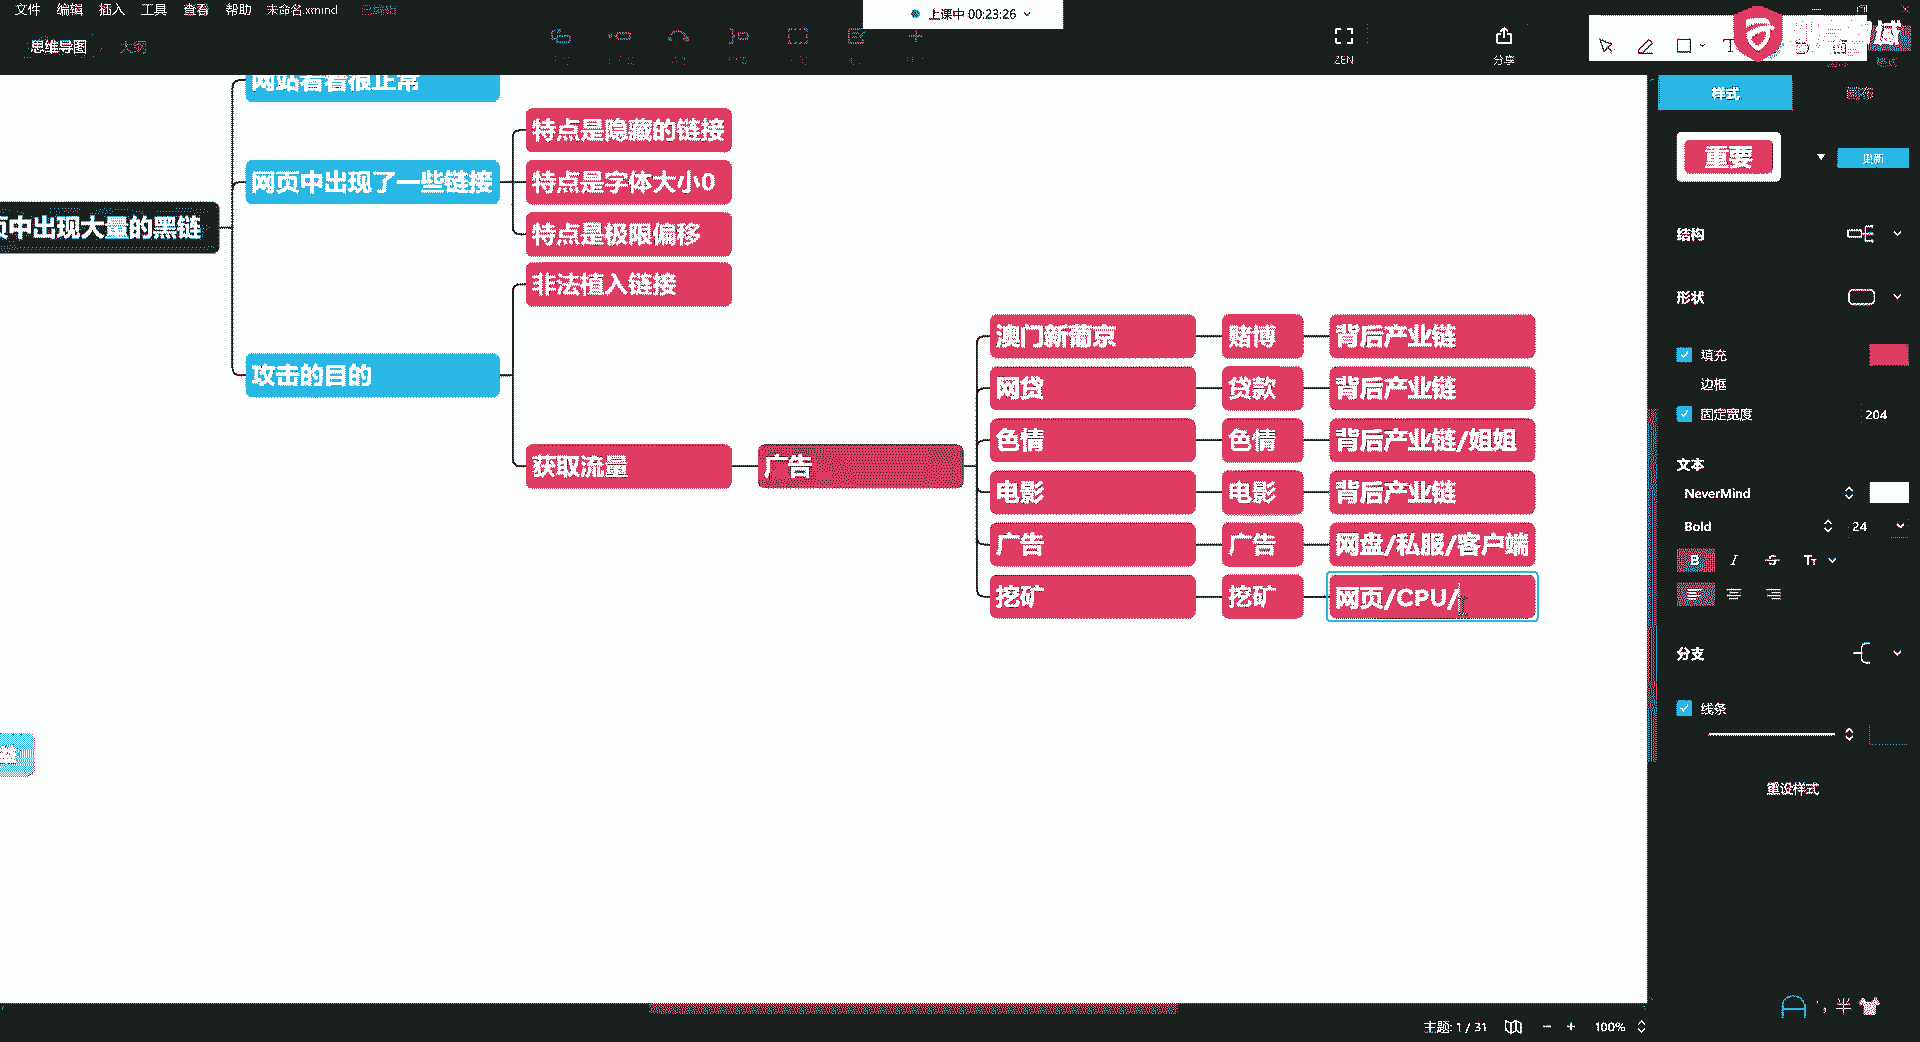 文件 编辑 插入 工具 查看 帮助 未命名.xmind
上课中 00:23:26
思维导图 大纲
ZEN
分享
网站看着很正常
网页中出现了一些链接
页中出现大量的黑链
攻击的目的
特点是隐藏的链接
特点是字体大小0
特点是极限偏移
非法植入链接
获取流量
广告
澳门新葡京 赌博 背后产业链
网贷 贷款 背后产业链
色情 色情 背后产业链/姐姐
电影 电影 背后产业链
广告 广告 网盘/私服/客户端
挖矿 挖矿 网页/CPU/
样式
重要
更新
结构
形状
填充
边框
固定宽度 204
文本
NeverMind
Bold 24
B I S Tт
分支
线条
重设样式
半
主题: 1 / 31
100%